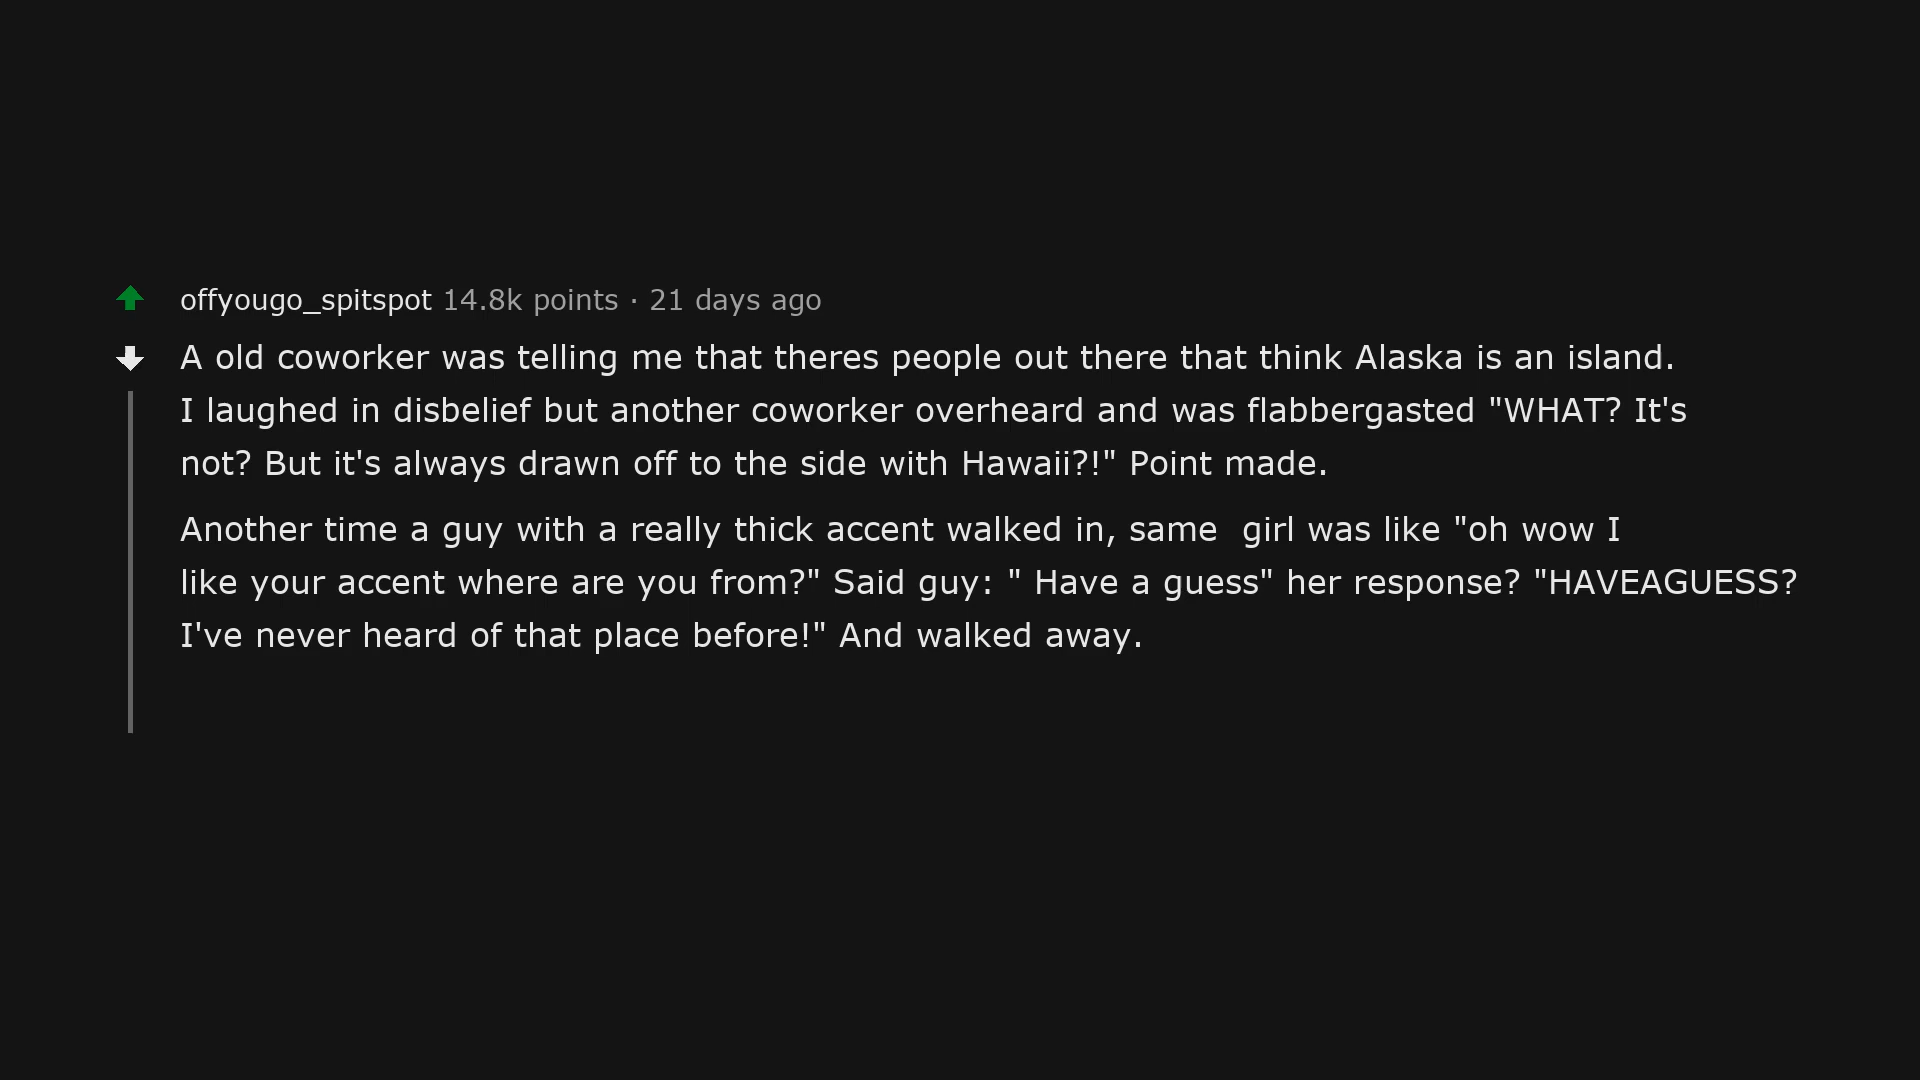 offyougo_spitspot 14.8k points · 21 days ago
A old coworker was telling me that theres people out there that think Alaska is an island.
I laughed in disbelief but another coworker overheard and was flabbergasted "WHAT? It's
not? But it's always drawn off to the side with Hawaii?!" Point made.
Another time a guy with a really thick accent walked in, same  girl was like "oh wow I
like your accent where are you from?" Said guy: " Have a guess" her response? "HAVEAGUESS?
I've never heard of that place before!" And walked away.